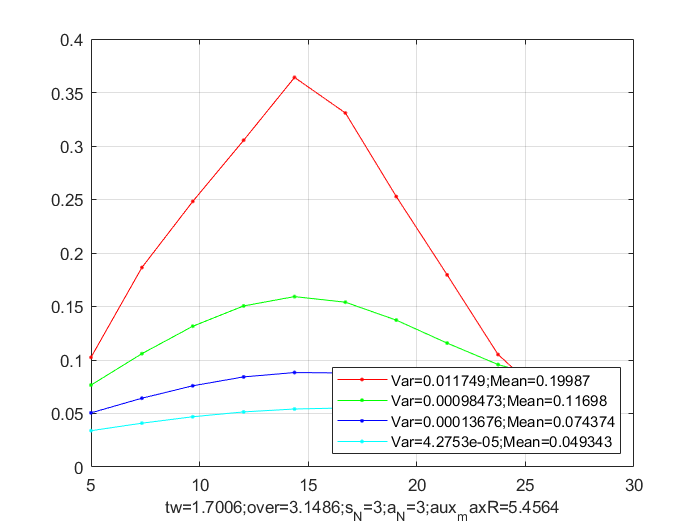 0.4
0.35
0.3
0.25
0.2
0.15
0.1
0.05
0
5 10 15 20 25 30
Var=0.011749;Mean=0.19987
Var=0.00098473;Mean=0.11698
Var=0.00013676;Mean=0.074374
Var=4.2753e-05;Mean=0.049343
tw=1.7006;over=3.1486;s_N=3;a_N=3;aux_maxR=5.4564